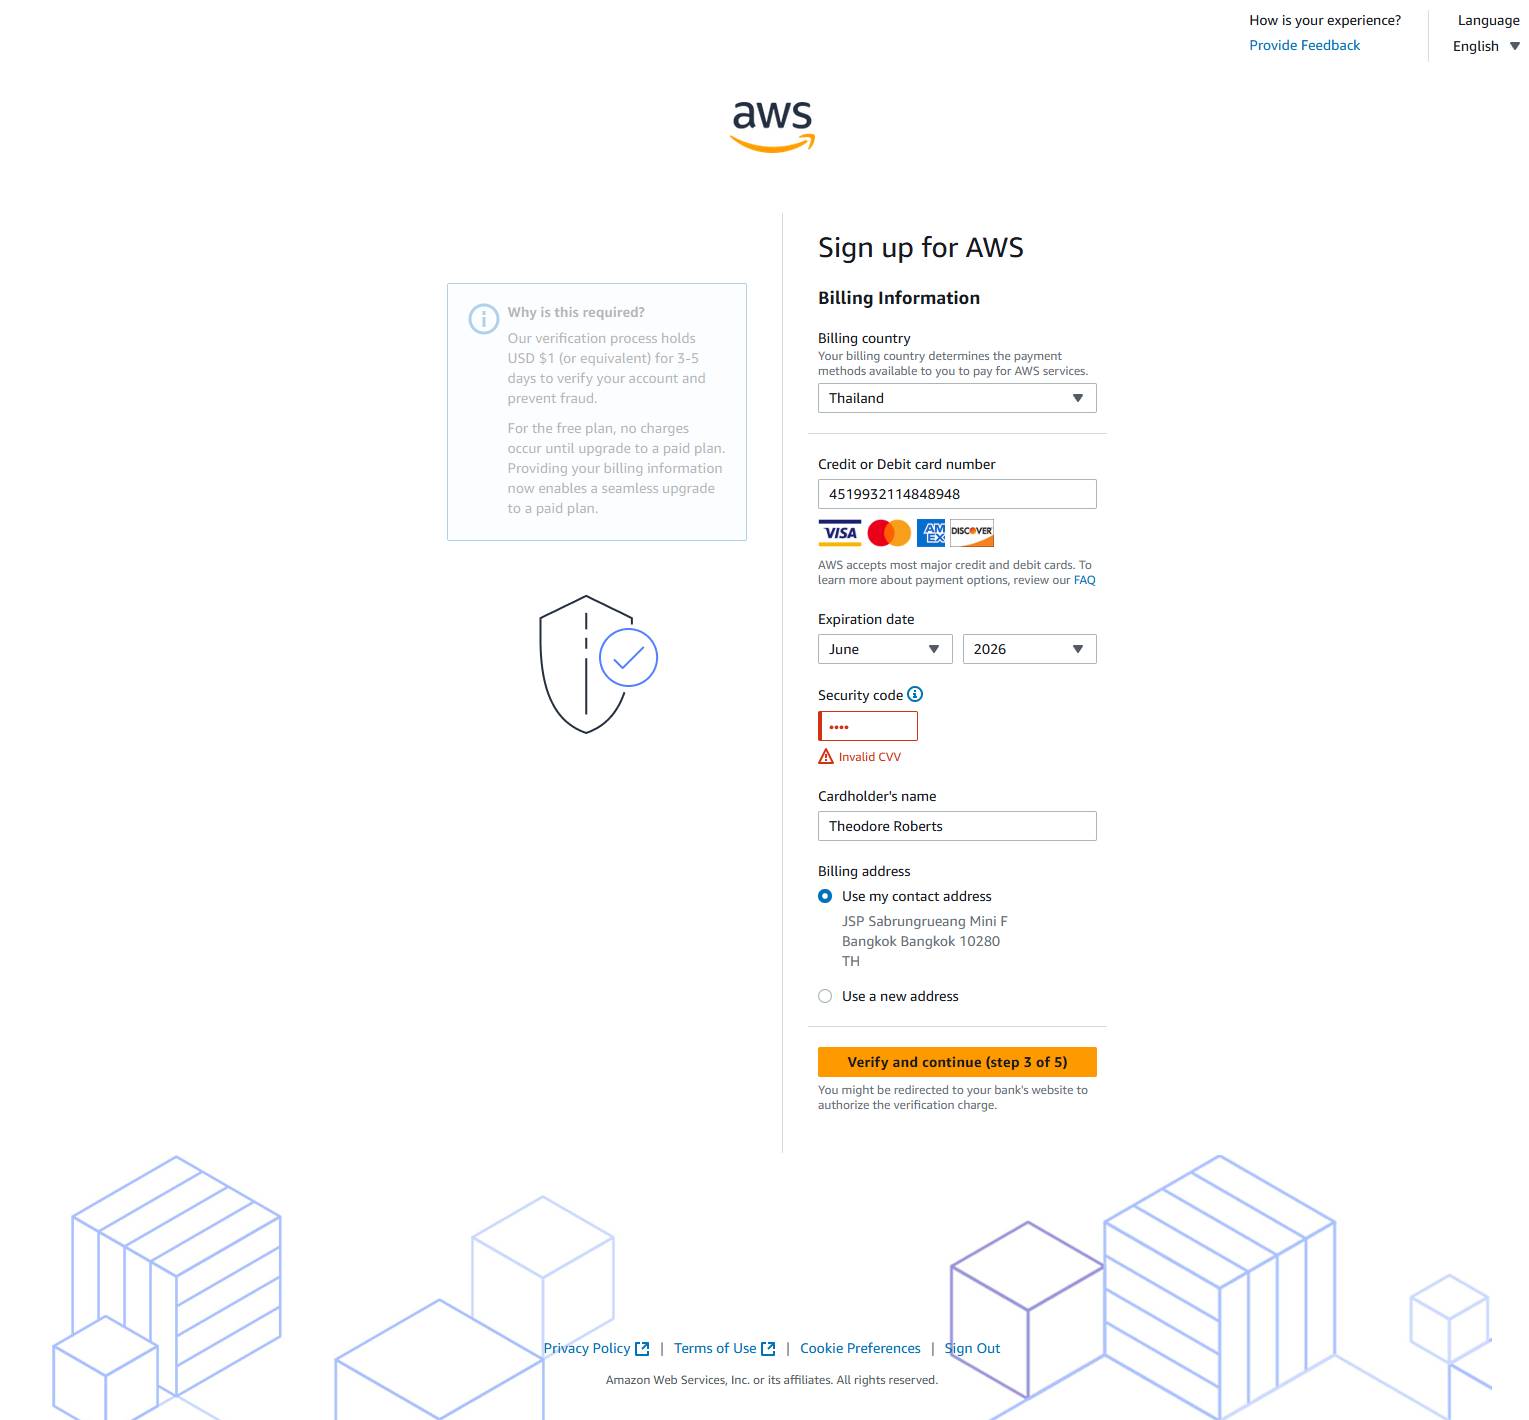 How is your experience?
Provide Feedback
Language
English
aws
Why is this required?
Our verification process holds
USD $1 (or equivalent) for 3-5
days to verify your account and
prevent fraud.
For the free plan, no charges
occur until upgrade to a paid plan.
Providing your billing information
now enables a seamless upgrade
to a paid plan.
Sign up for AWS
Billing Information
Billing country
Your billing country determines the payment
methods available to you to pay for AWS services.
Thailand
Credit or Debit card number
4519932114848948
VISA
AM
EX
DISCOVER
AWS accepts most major credit and debit cards. To
learn more about payment options, review our FAQ
Expiration date
June
2026
Security code
••••
Invalid CVV
Cardholder's name
Theodore Roberts
Billing address
Use my contact address
JSP Sabrungrueang Mini F
Bangkok Bangkok 10280
TH
Use a new address
Verify and continue (step 3 of 5)
You might be redirected to your bank's website to
authorize the verification charge.
Privacy Policy | Terms of Use | Cookie Preferences | Sign Out
Amazon Web Services, Inc. or its affiliates. All rights reserved.